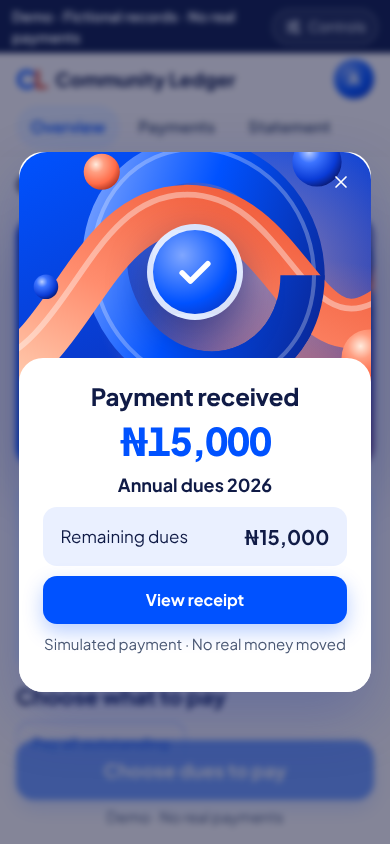 Demo · Fictional records · No real
payments
Controls
CL Community Ledger
Overview Payments Statement
Payment received
₦15,000
Annual dues 2026
Remaining dues ₦15,000
View receipt
Simulated payment · No real money moved
Choose what to pay
Choose dues to pay
Demo · No real payments